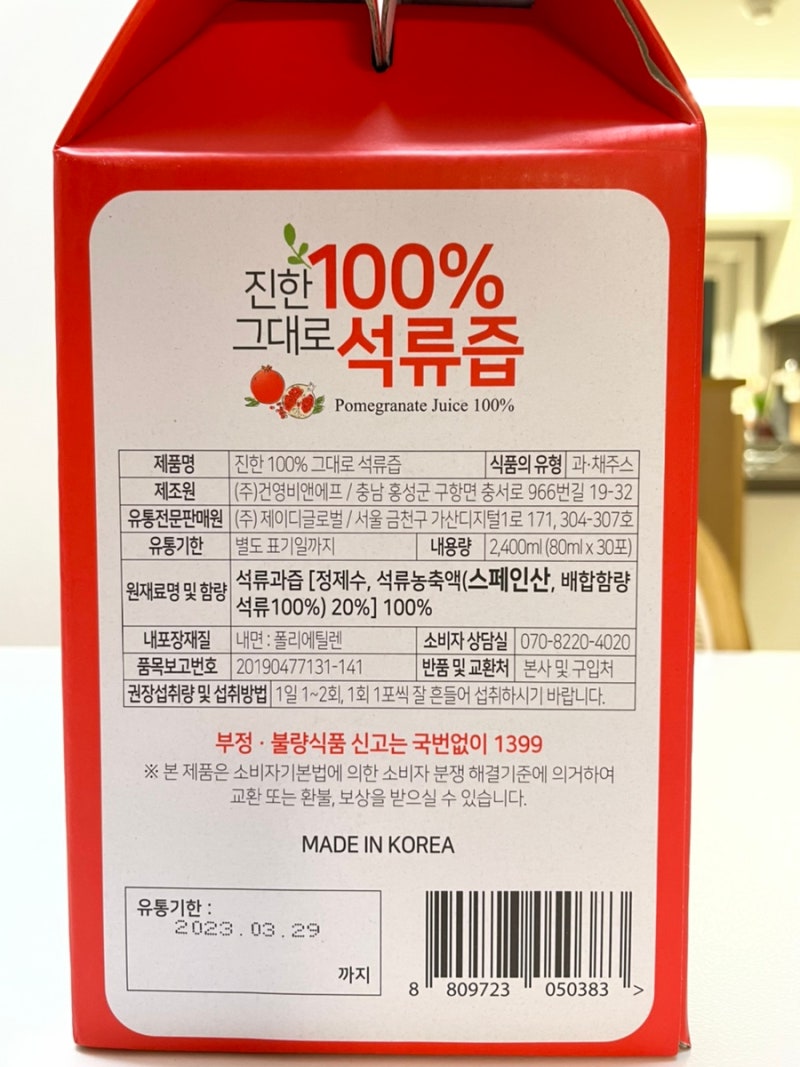 진한 100%
그대로 석류즙
Pomegranate Juice 100%
제품명 진한 100% 그대로 석류즙 식품의 유형 과·채주스
제조원 (주)건영비앤에프 / 충남 홍성군 구항면 충서로 966번길 19-32
유통전문판매원 (주) 제이디글로벌 / 서울 금천구 가산디지털1로 171, 304-307호
유통기한 별도 표기일까지 내용량 2,400ml (80ml x 30포)
원재료명 및 함량 석류과즙 [정제수, 석류농축액(스페인산, 배합함량
석류100%) 20%] 100%
내포장재질 내면 : 폴리에틸렌 소비자 상담실 070-8220-4020
품목보고번호 20190477131-141 반품 및 교환처 본사 및 구입처
권장섭취량 및 섭취방법 1일 1~2회, 1회 1포씩 잘 흔들어 섭취하시기 바랍니다.
부정 · 불량식품 신고는 국번없이 1399
※ 본 제품은 소비자기본법에 의한 소비자 분쟁 해결기준에 의거하여
교환 또는 환불, 보상을 받으실 수 있습니다.
MADE IN KOREA
유통기한 :
2023.03.29
까지
8 809723 050383 >